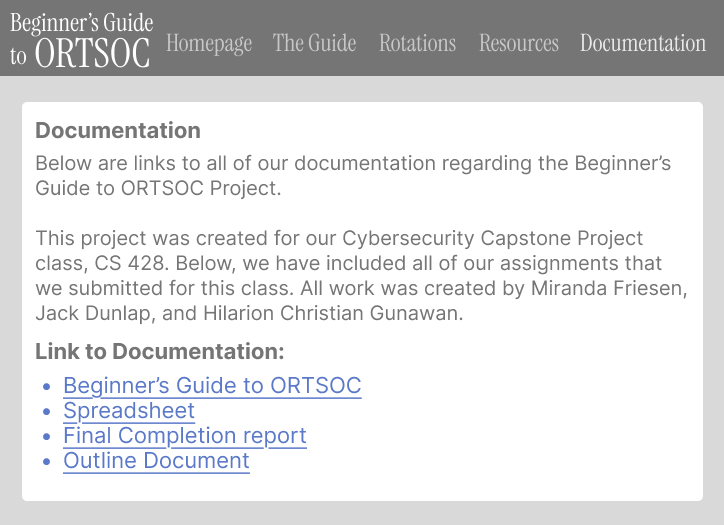 Beginner’s Guide
to ORTSOC
Homepage The Guide Rotations Resources Documentation
Documentation
Below are links to all of our documentation regarding the Beginner’s
Guide to ORTSOC Project.
This project was created for our Cybersecurity Capstone Project
class, CS 428. Below, we have included all of our assignments that
we submitted for this class. All work was created by Miranda Friesen,
Jack Dunlap, and Hilarion Christian Gunawan.
Link to Documentation:
• Beginner’s Guide to ORTSOC
• Spreadsheet
• Final Completion report
• Outline Document